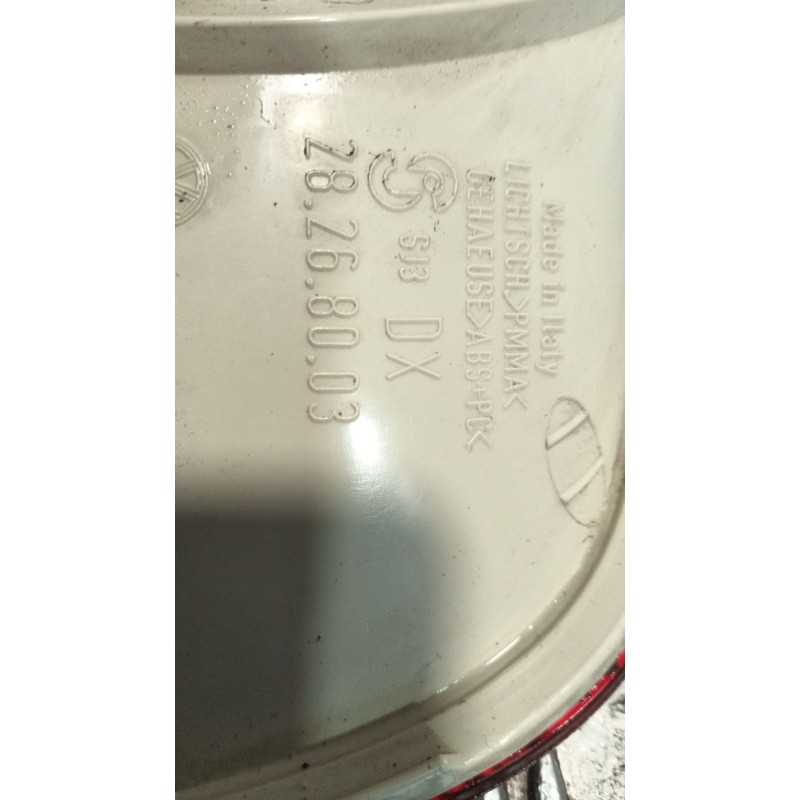 Made in Italy
LICHTSCH>PMMA<
GEHAEUSE>ABS+PC<
SJ3 DX
28.26.80.03